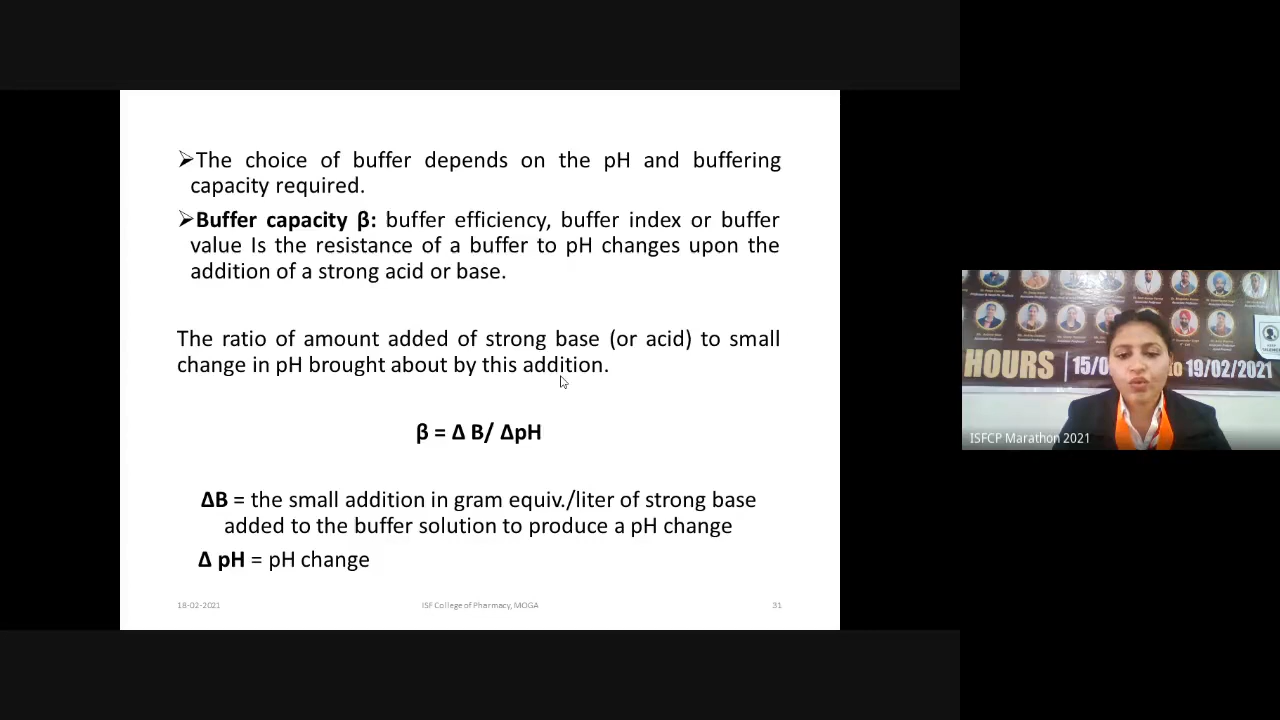 ➢The choice of buffer depends on the pH and buffering
capacity required.
➢Buffer capacity β: buffer efficiency, buffer index or buffer
value Is the resistance of a buffer to pH changes upon the
addition of a strong acid or base.
The ratio of amount added of strong base (or acid) to small
change in pH brought about by this addition.
β = Δ B/ ΔpH
ΔB = the small addition in gram equiv./liter of strong base
added to the buffer solution to produce a pH change
Δ pH = pH change
18-02-2021
ISF College of Pharmacy, MOGA
31
HOURS 15/0 to 19/02/2021
ISFCP Marathon 2021